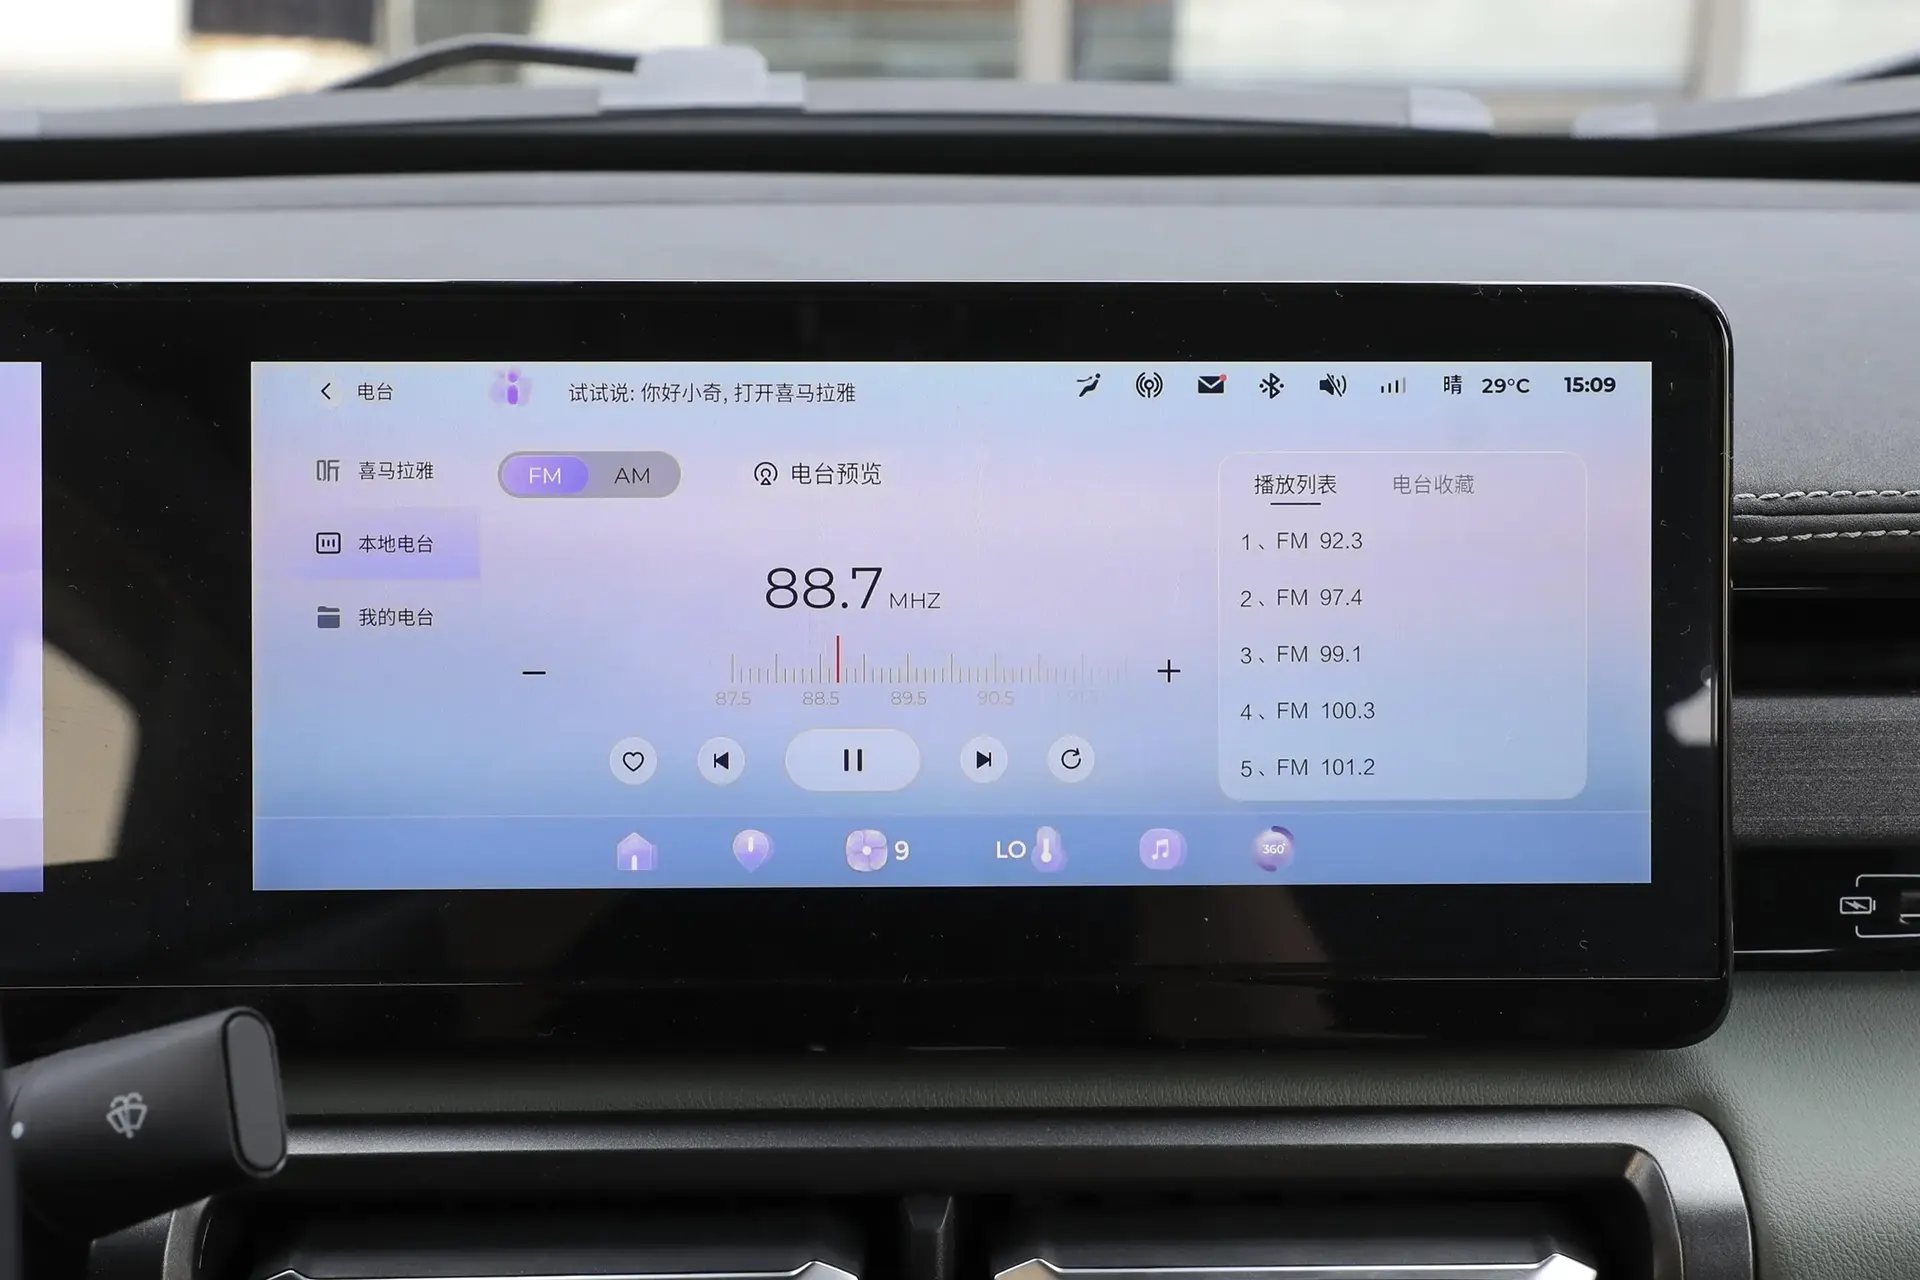 电台
试试说: 你好小奇, 打开喜马拉雅
晴 29°C 15:09
听 喜马拉雅
本地电台
我的电台
FM AM
电台预览
88.7 MHZ
87.5 88.5 89.5 90.5
播放列表 电台收藏
1、FM 92.3
2、FM 97.4
3、FM 99.1
4、FM 100.3
5、FM 101.2
9
LO
360°